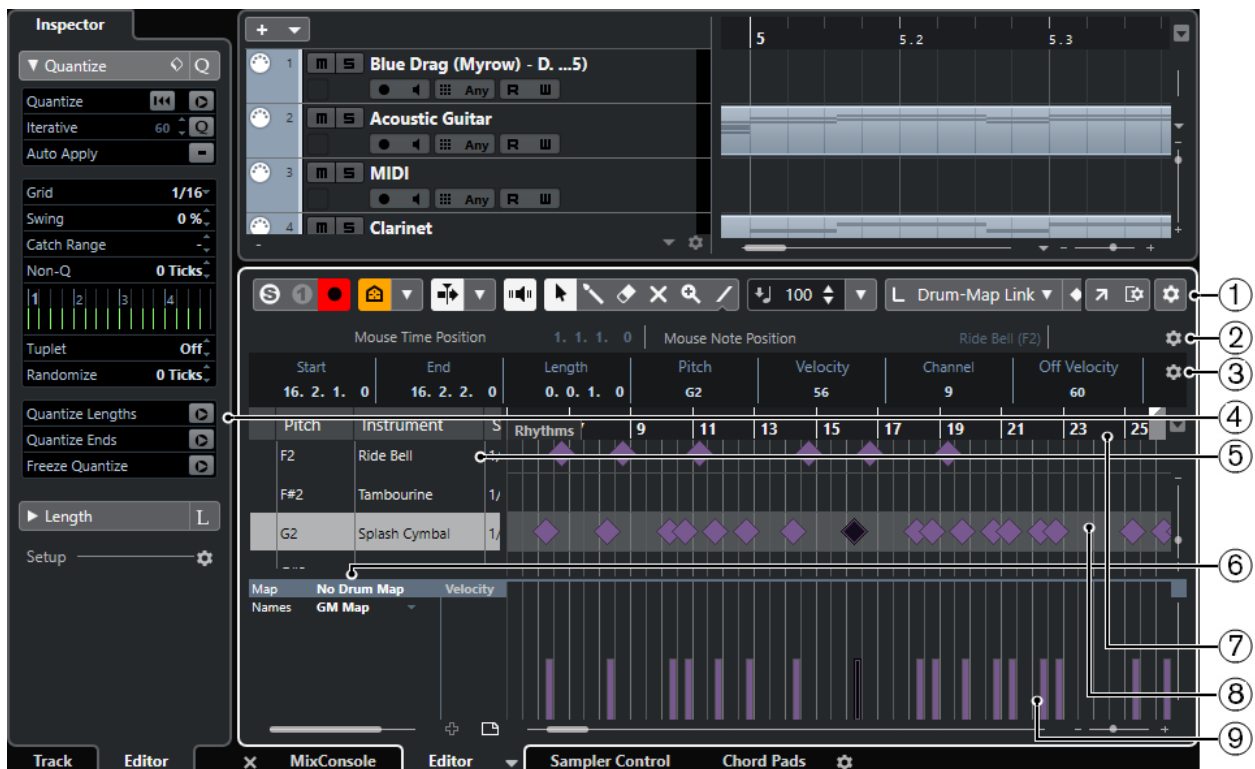 Inspector
Quantize Q
Quantize
Iterative 60 Q
Auto Apply
Grid 1/16
Swing 0 %
Catch Range -
Non-Q 0 Ticks
1 2 3 4
Tuplet Off
Randomize 0 Ticks
Quantize Lengths
Quantize Ends
Freeze Quantize
Length L
Setup
Track Editor
+
5 5.2 5.3
1 m S Blue Drag (Myrow) - D. ...5)
Any R W
2 m S Acoustic Guitar
Any R W
3 m S MIDI
Any R W
4 m S Clarinet
-
S 1 100 L Drum-Map Link
Mouse Time Position 1. 1. 1. 0 Mouse Note Position Ride Bell (F2)
Start End Length Pitch Velocity Channel Off Velocity
16. 2. 1. 0 16. 2. 2. 0 0. 0. 1. 0 G2 56 9 60
Pitch Instrument S Rhythms 9 11 13 15 17 19 21 23 25
F2 Ride Bell
F#2 Tambourine 1/
G2 Splash Cymbal 1/
Map No Drum Map Velocity
Names GM Map
MixConsole Editor Sampler Control Chord Pads
1
2
3
4
5
6
7
8
9